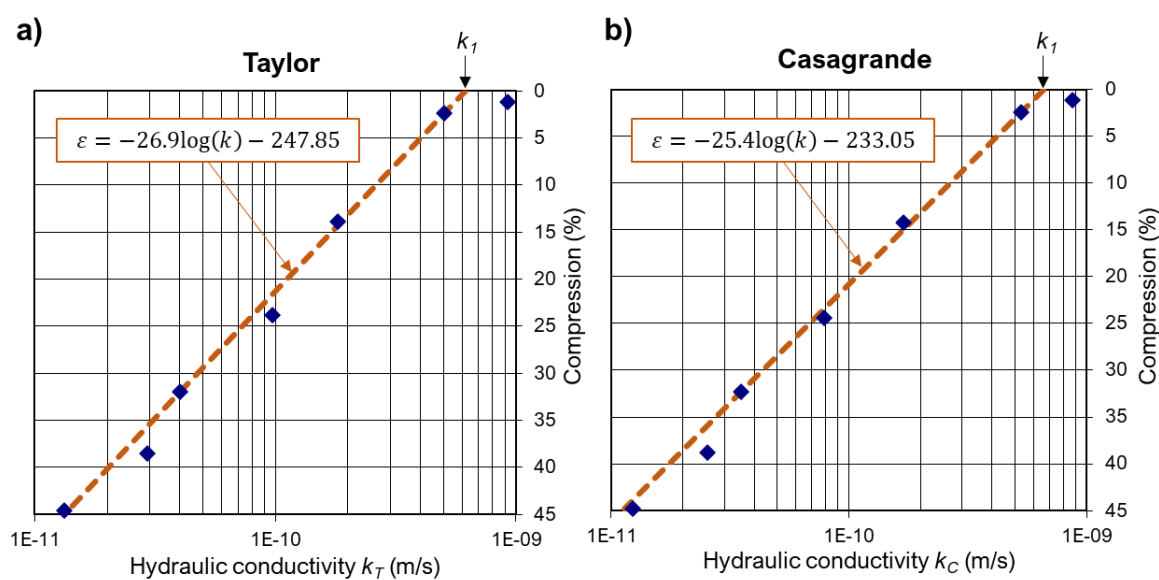 a)
Taylor
k1
ε = −26.9log(k) − 247.85
0
5
10
15
20
25
30
35
40
45
Compression (%)
1E-11
1E-10
1E-09
Hydraulic conductivity kT (m/s)
b)
Casagrande
k1
ε = −25.4log(k) − 233.05
0
5
10
15
20
25
30
35
40
45
Compression (%)
1E-11
1E-10
1E-09
Hydraulic conductivity kC (m/s)